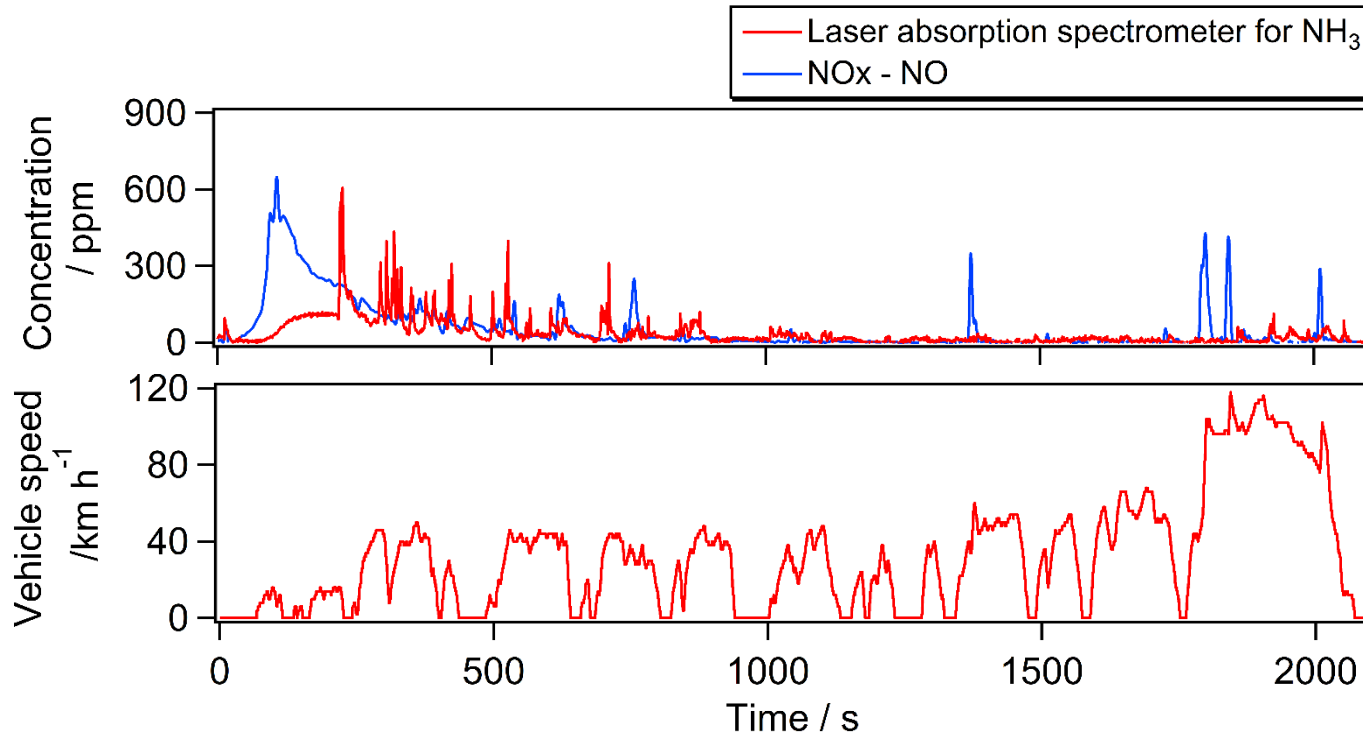 Laser absorption spectrometer for NH3
NOx - NO
900
600
300
0
Concentration
/ ppm
120
80
40
0
Vehicle speed
/km h-1
0
500
1000
1500
2000
Time / s